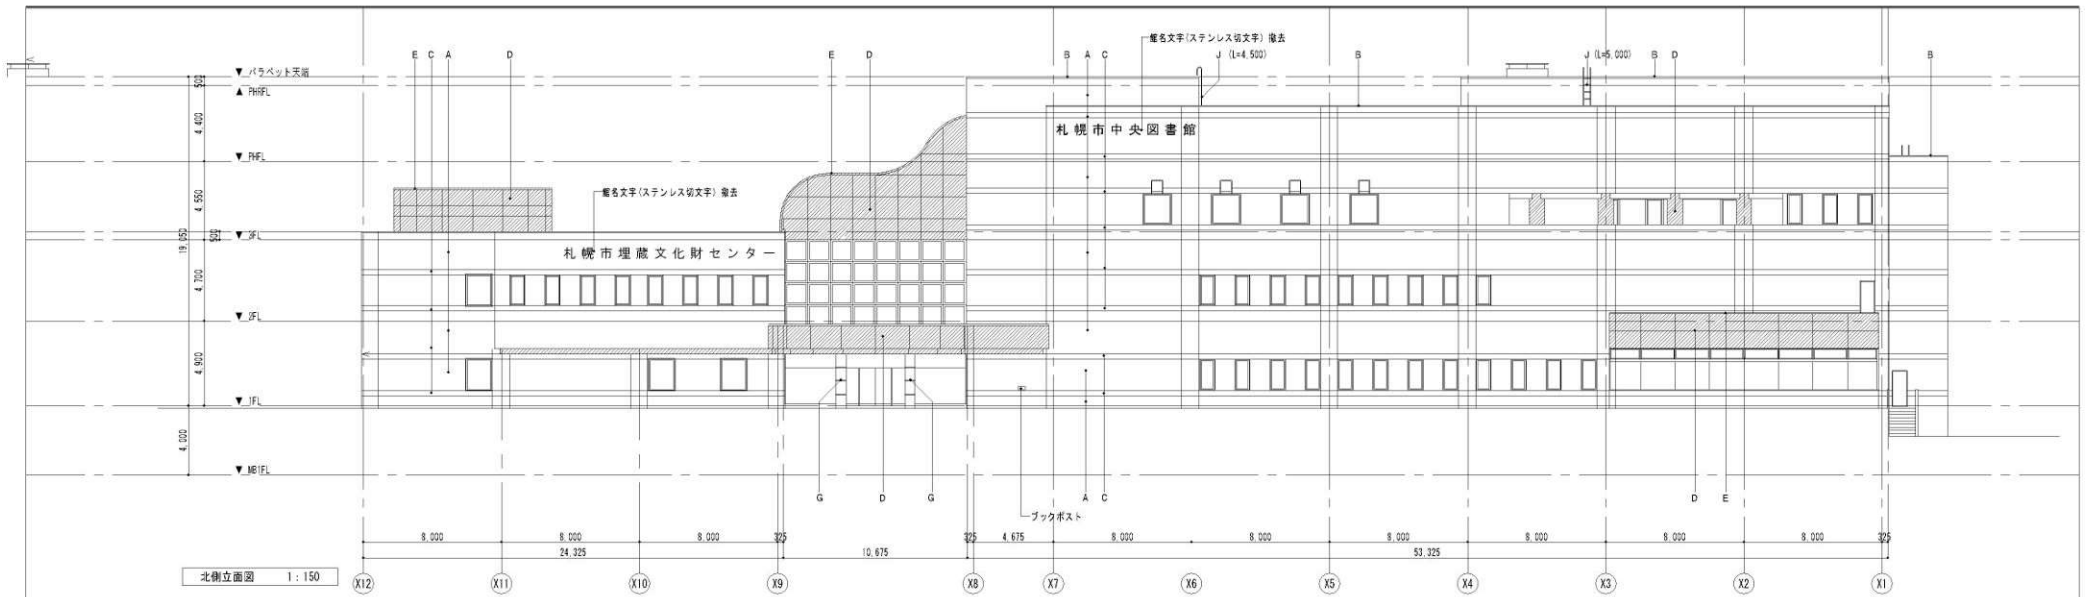 館名文字(ステンレス切文字) 撤去
E C A D E D B A C J (L=4,500) B J (L=5,000) B D B
▼ パラペット天端
▲ PHRFL
500
4,400
札幌市中央図書館
▼ PHFL
4,550
館名文字(ステンレス切文字) 撤去
▼ 3FL
19,050
500
札幌市埋蔵文化財センター
4,700
▼ 2FL
4,900
▼ 1FL
4,000
▼ MB1FL
G D G A C D E
ブックポスト
8,000 8,000 8,000 325 325 4,675 8,000 8,000 8,000 8,000 8,000 325
24,325 10,675 53,325
北側立面図 1:150
X12 X11 X10 X9 X8 X7 X6 X5 X4 X3 X2 X1